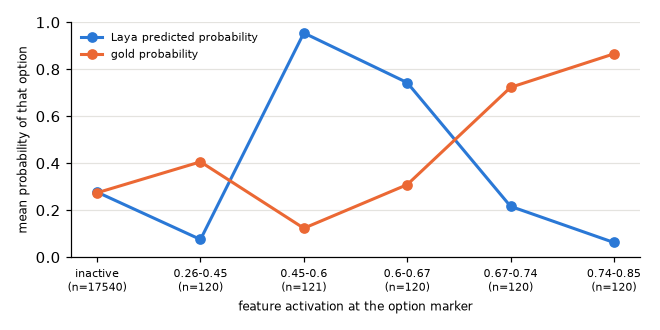 Laya predicted probability
gold probability
mean probability of that option
1.0
0.8
0.6
0.4
0.2
0.0
inactive 0.26-0.45 0.45-0.6 0.6-0.67 0.67-0.74 0.74-0.85
(n=17540) (n=120) (n=121) (n=120) (n=120) (n=120)
feature activation at the option marker